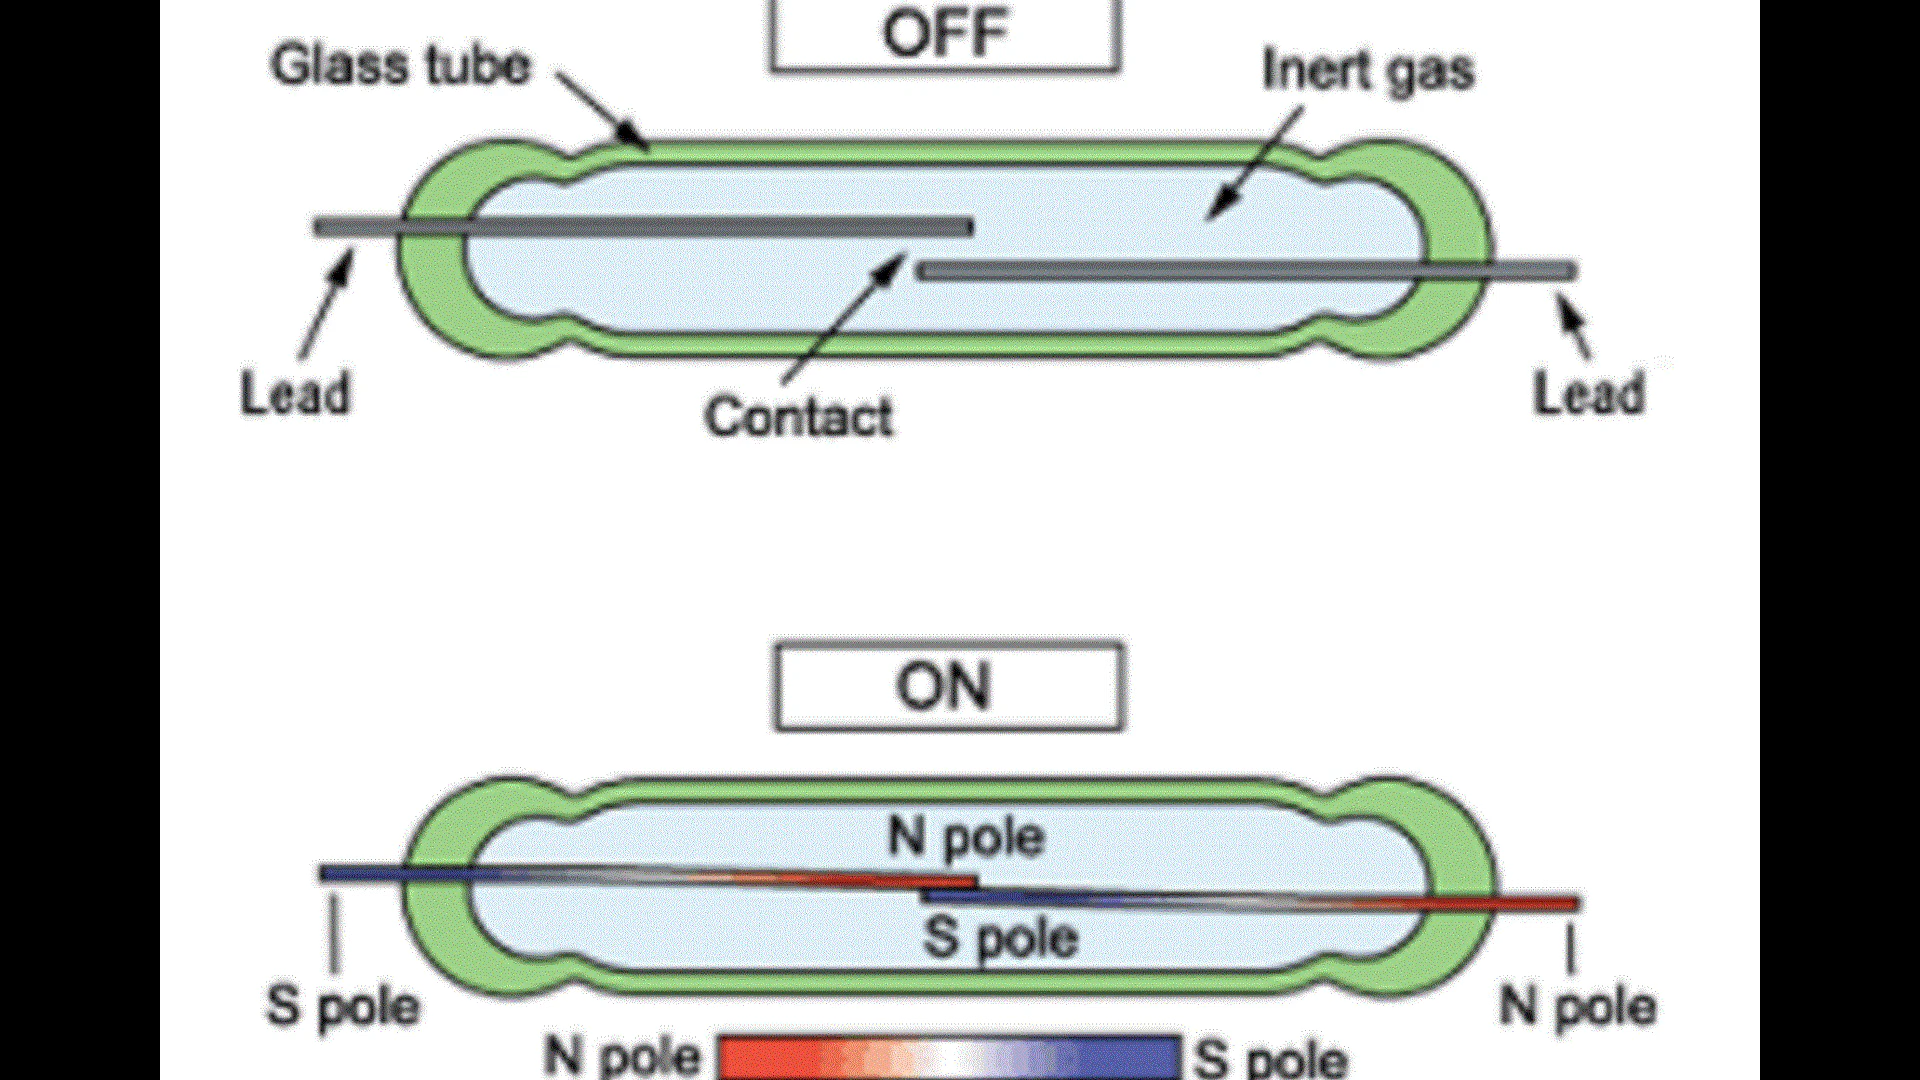 OFF
Glass tube
Inert gas
Lead
Contact
Lead
ON
N pole
S pole
S pole
N pole
N pole
S pole